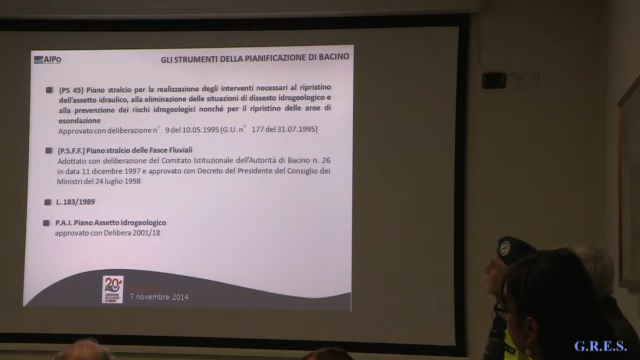 AIPo
GLI STRUMENTI DELLA PIANIFICAZIONE DI BACINO
(PS 45) Piano stralcio per la realizzazione degli interventi necessari al ripristino
dell'assetto idraulico, alla eliminazione delle situazioni di dissesto idrogeologico e
alla prevenzione dei rischi idrogeologici nonché per il ripristino delle aree di
esondazione
Approvato con deliberazione n° 9 del 10.05.1995 (G.U. n° 177 del 31.07.1995)
(P.S.F.F.) Piano stralcio delle Fasce Fluviali
Adottato con deliberazione del Comitato Istituzionale dell'Autorità di Bacino n. 26
in data 11 dicembre 1997 e approvato con Decreto del Presidente del Consiglio dei
Ministri del 24 luglio 1998
L. 183/1989
P.A.I. Piano Assetto Idrogeologico
approvato con Delibera 2001/18
20
7 novembre 2014
G.R.E.S.